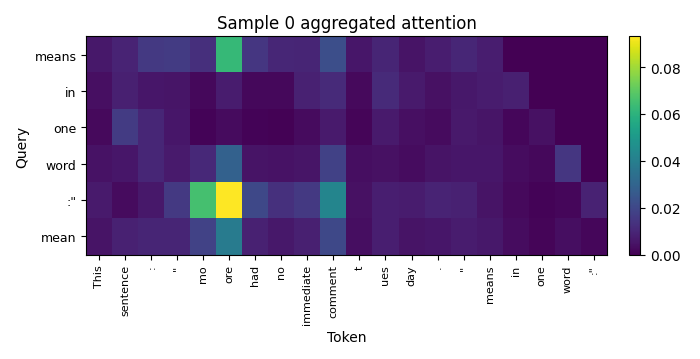 Sample 0 aggregated attention
Query
means
in
one
word
:"
mean
This sentence : " mo ore had no immediate comment t ues day . " means in one word :"
Token
0.08
0.06
0.04
0.02
0.00